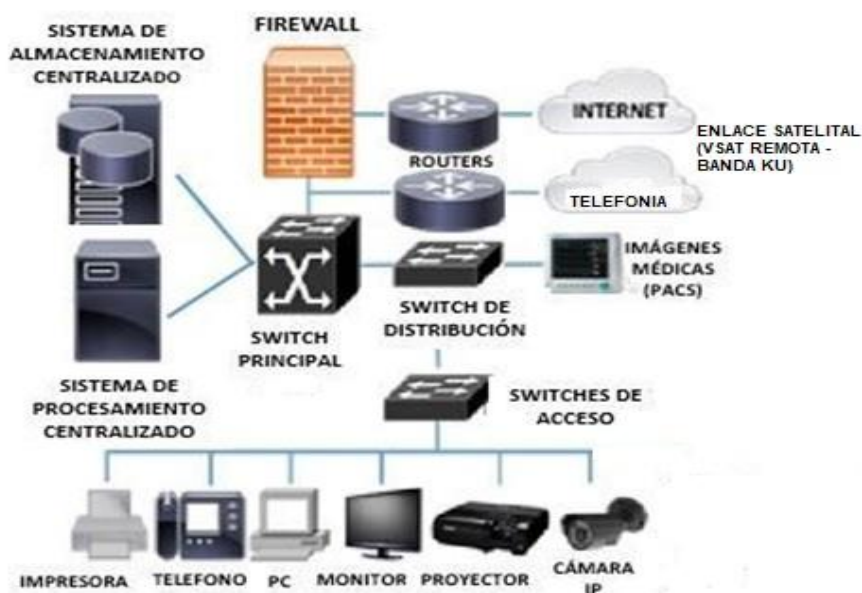 SISTEMA DE
ALMACENAMIENTO
CENTRALIZADO
FIREWALL
INTERNET
ROUTERS
ENLACE SATELITAL
(VSAT REMOTA -
BANDA KU)
TELEFONIA
IMÁGENES
MÉDICAS
(PACS)
SWITCH DE
DISTRIBUCIÓN
SWITCH
PRINCIPAL
SISTEMA DE
PROCESAMIENTO
CENTRALIZADO
SWITCHES DE
ACCESO
IMPRESORA
TELEFONO
PC
MONITOR
PROYECTOR
CÁMARA
IP